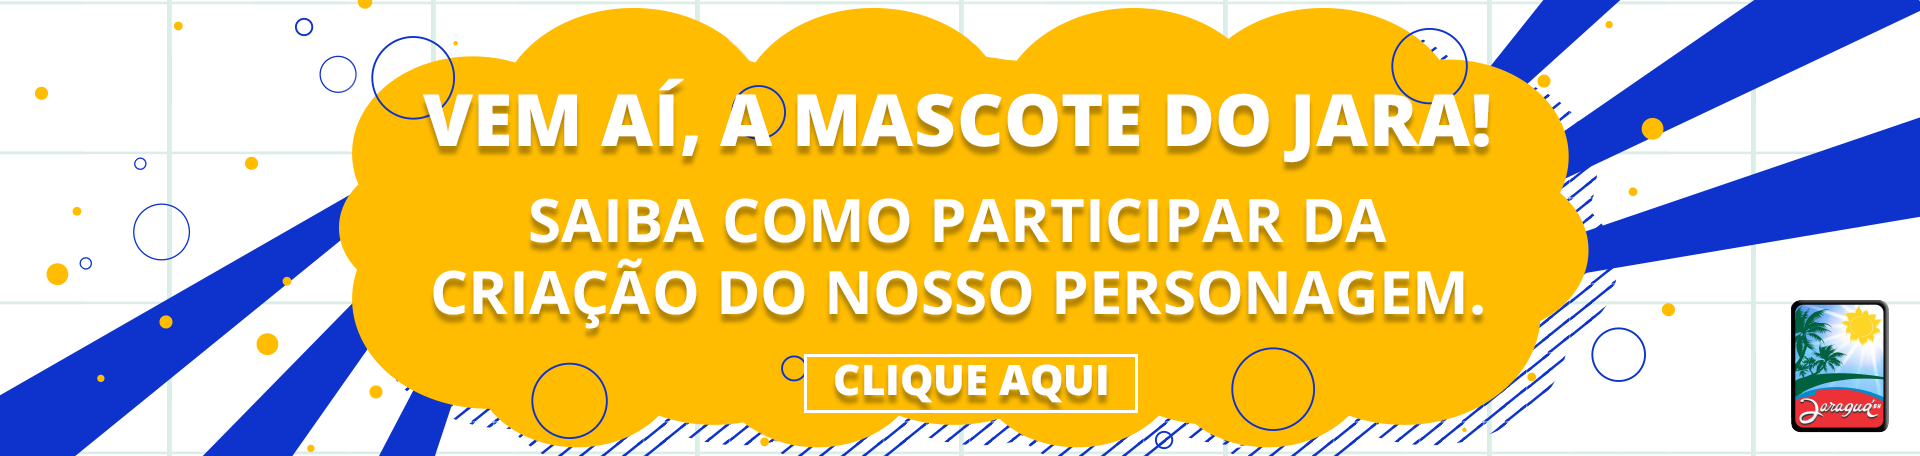 VEM AÍ, A MASCOTE DO JARA!
SAIBA COMO PARTICIPAR DA
CRIAÇÃO DO NOSSO PERSONAGEM.
CLIQUE AQUI
Jaraguá